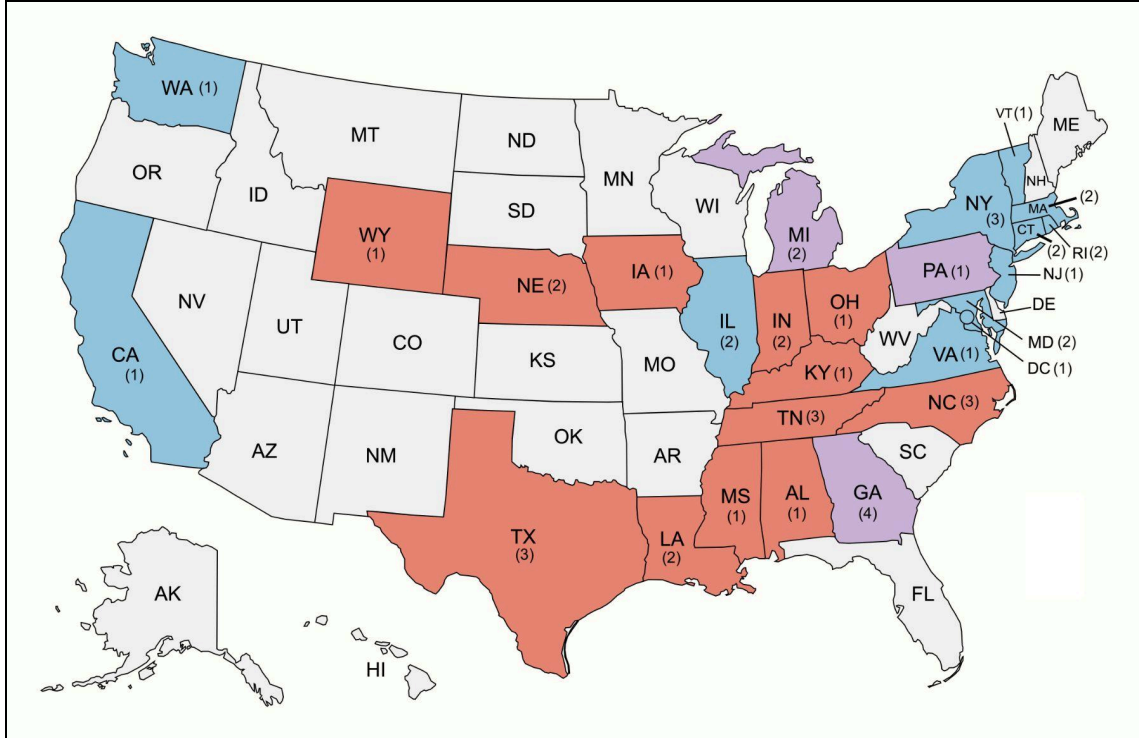 WA (1)
MT
ND
MN
VT(1)
ME
OR
ID
SD
WI
NH
MA
(2)
NY
(3)
CT
(2)
RI(2)
WY
(1)
MI
(2)
PA(1)
NJ(1)
NE(2)
IA(1)
OH
(1)
DE
NV
UT
CO
IL
(2)
IN
(2)
WV
MD(2)
VA(1)
DC(1)
CA
(1)
KS
MO
KY(1)
NC(3)
TN(3)
AZ
NM
OK
AR
SC
MS
(1)
AL
(1)
GA
(4)
TX
(3)
LA
(2)
AK
FL
HI